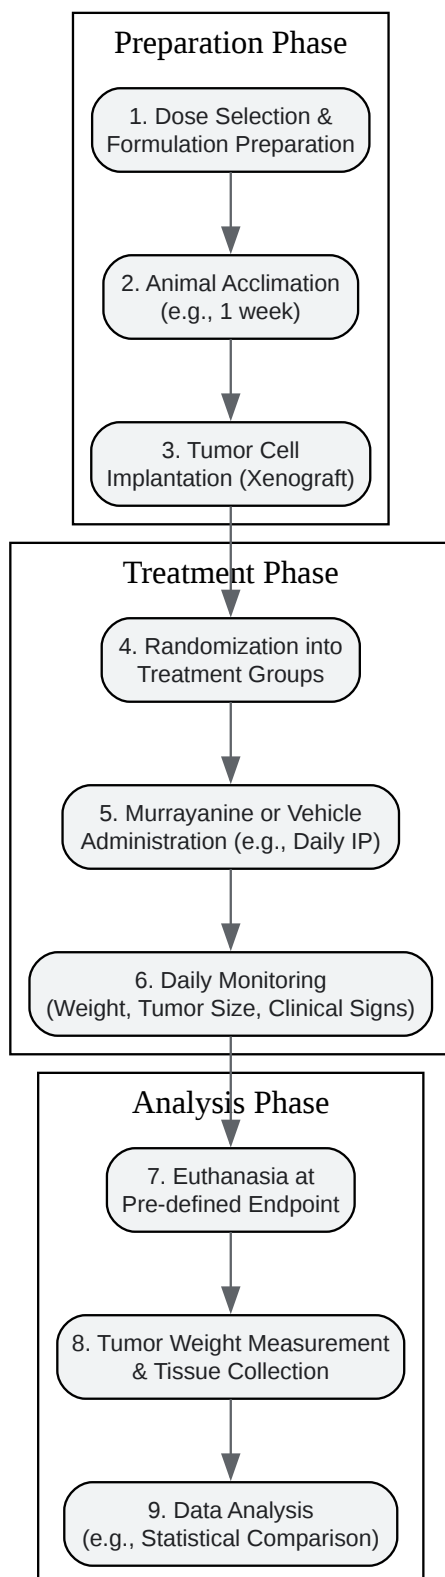 Preparation Phase
1. Dose Selection &
Formulation Preparation
2. Animal Acclimation
(e.g., 1 week)
3. Tumor Cell
Implantation (Xenograft)
Treatment Phase
4. Randomization into
Treatment Groups
5. Murrayanine or Vehicle
Administration (e.g., Daily IP)
6. Daily Monitoring
(Weight, Tumor Size, Clinical Signs)
Analysis Phase
7. Euthanasia at
Pre-defined Endpoint
8. Tumor Weight Measurement
& Tissue Collection
9. Data Analysis
(e.g., Statistical Comparison)